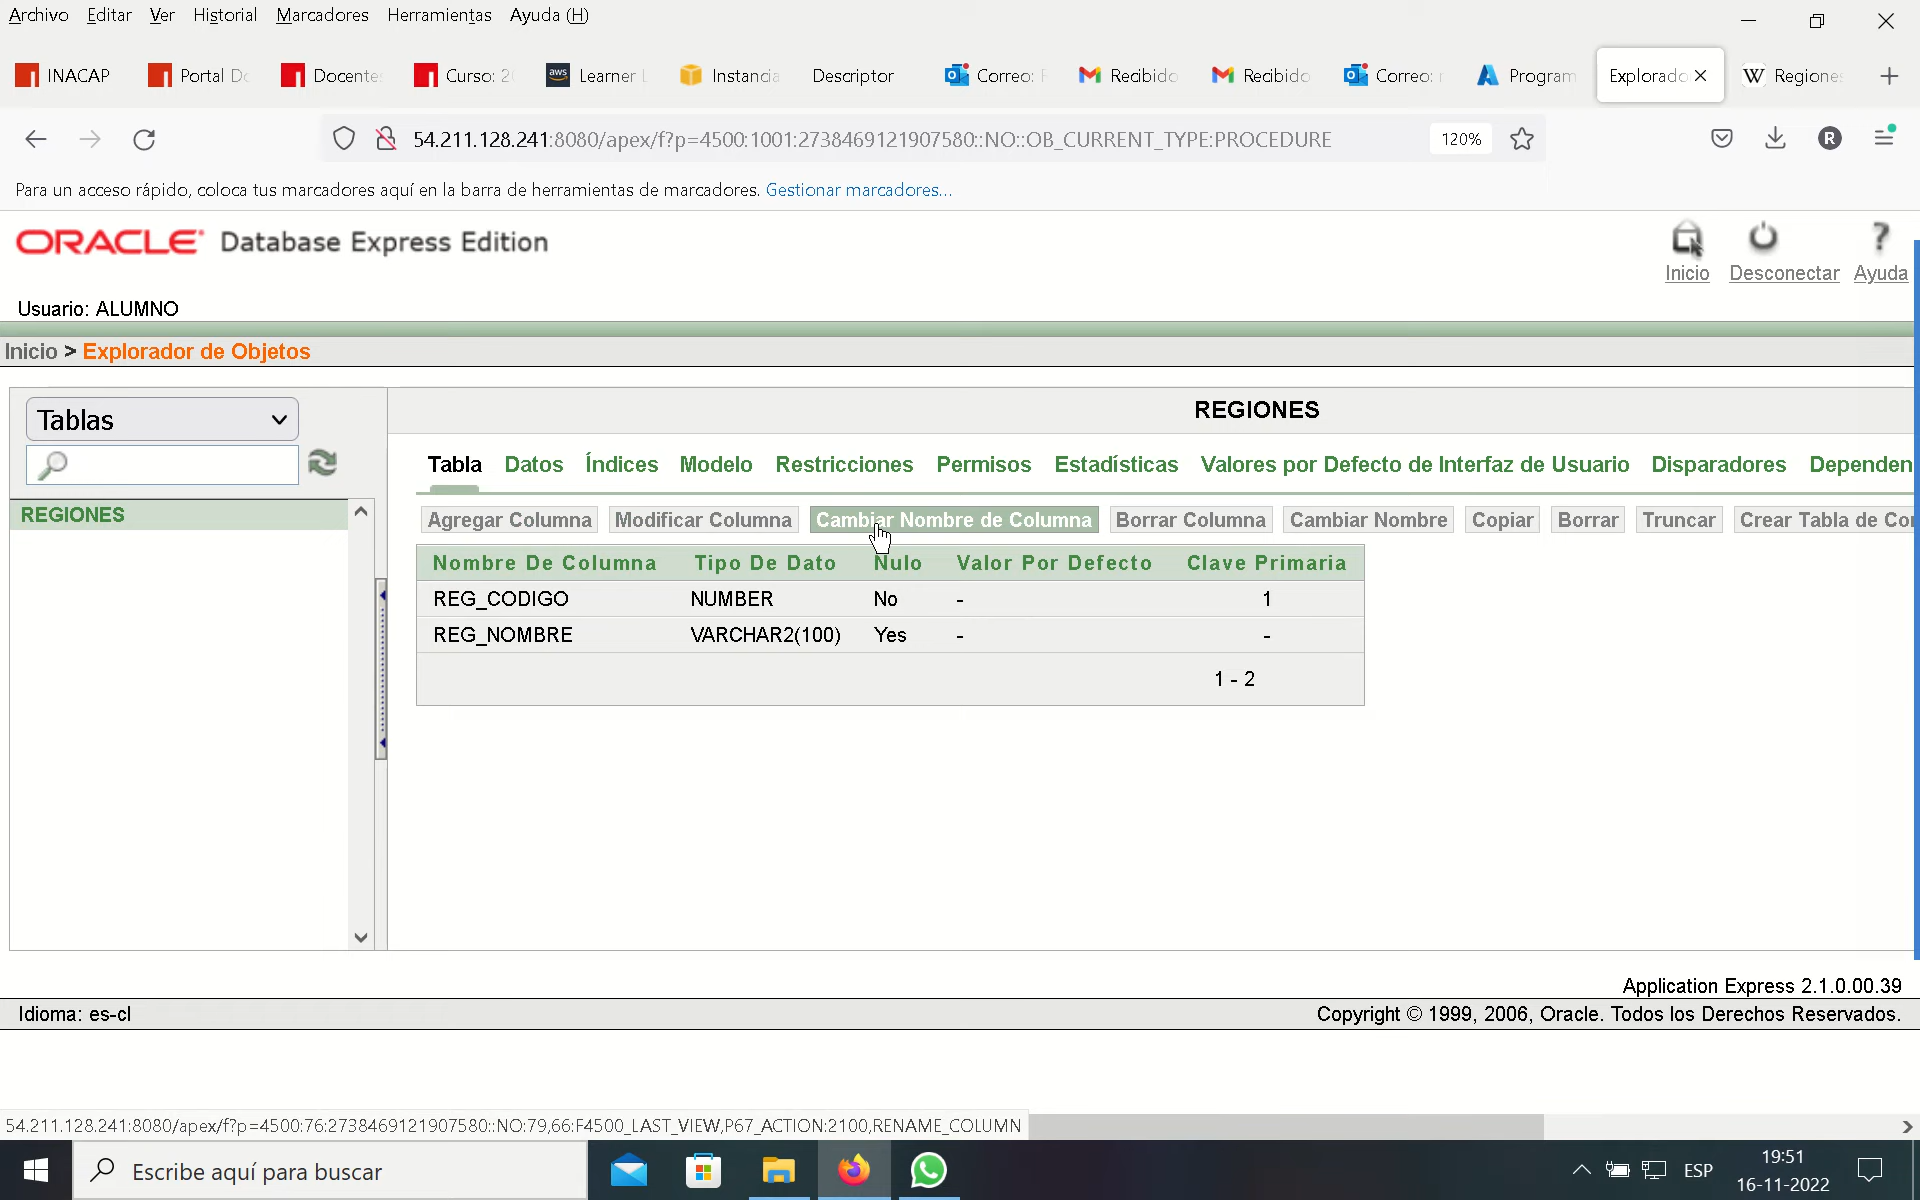 Archivo Editar Ver Historial Marcadores Herramientas Ayuda (H)
INACAP Portal Do Docente Curso: 2 Learner L Instancia Descriptor Correo: F Recibido Recibido Correo: r Program Explorado Regiones
54.211.128.241:8080/apex/f?p=4500:1001:2738469121907580::NO::OB_CURRENT_TYPE:PROCEDURE 120% R
Para un acceso rápido, coloca tus marcadores aquí en la barra de herramientas de marcadores. Gestionar marcadores...
ORACLE Database Express Edition
Inicio Desconectar Ayuda
Usuario: ALUMNO
Inicio > Explorador de Objetos
Tablas
REGIONES
REGIONES
Tabla Datos Índices Modelo Restricciones Permisos Estadísticas Valores por Defecto de Interfaz de Usuario Disparadores Dependen
Agregar Columna Modificar Columna Cambiar Nombre de Columna Borrar Columna Cambiar Nombre Copiar Borrar Truncar Crear Tabla de Con
Nombre De Columna Tipo De Dato Nulo Valor Por Defecto Clave Primaria
REG_CODIGO NUMBER No - 1
REG_NOMBRE VARCHAR2(100) Yes - -
1 - 2
Application Express 2.1.0.00.39
Idioma: es-cl Copyright © 1999, 2006, Oracle. Todos los Derechos Reservados.
54.211.128.241:8080/apex/f?p=4500:76:2738469121907580::NO:79,66:F4500_LAST_VIEW,P67_ACTION:2100,RENAME_COLUMN
Escribe aquí para buscar
ESP
19:51
16-11-2022